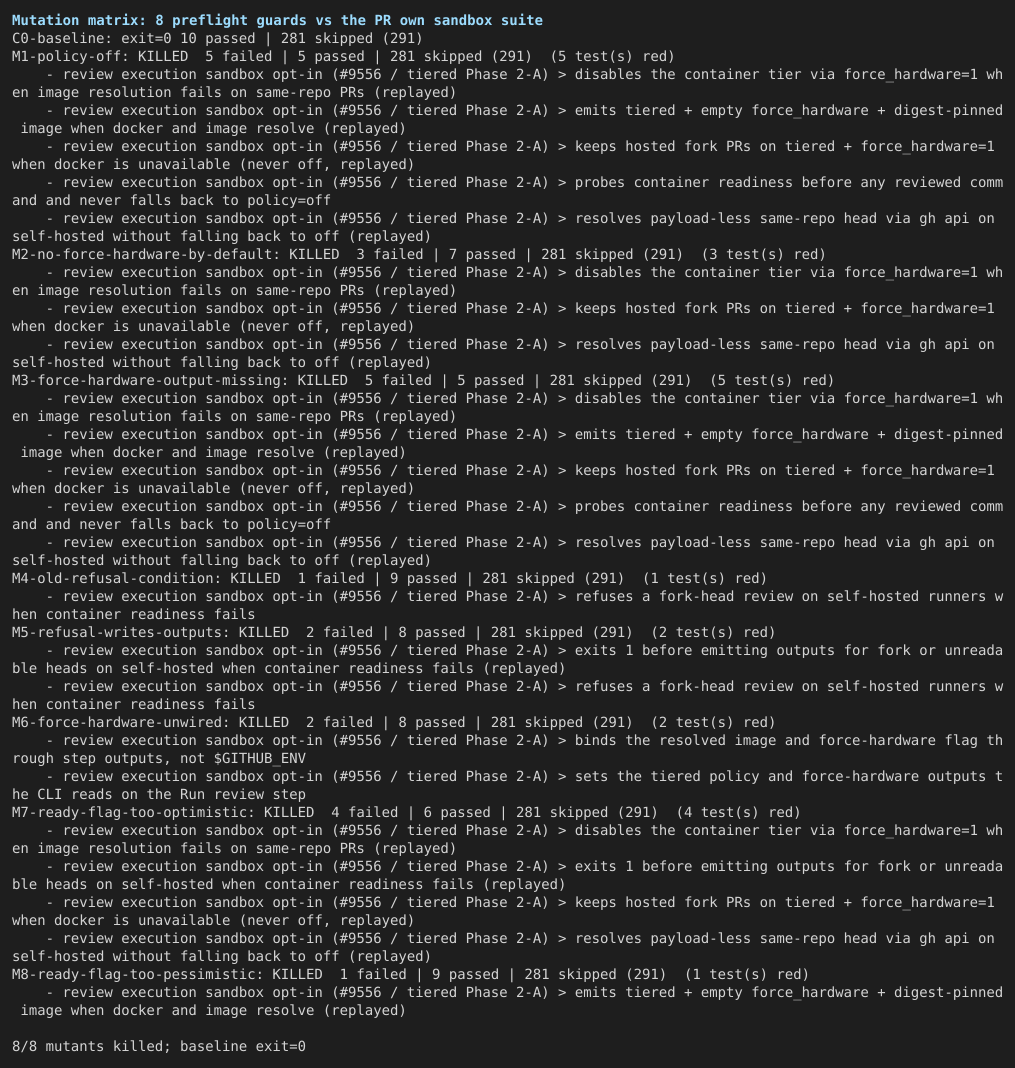 Mutation matrix: 8 preflight guards vs the PR own sandbox suite
C0-baseline: exit=0 10 passed | 281 skipped (291)
M1-policy-off: KILLED  5 failed | 5 passed | 281 skipped (291)  (5 test(s) red)
    - review execution sandbox opt-in (#9556 / tiered Phase 2-A) > disables the container tier via force_hardware=1 wh
en image resolution fails on same-repo PRs (replayed)
    - review execution sandbox opt-in (#9556 / tiered Phase 2-A) > emits tiered + empty force_hardware + digest-pinned
 image when docker and image resolve (replayed)
    - review execution sandbox opt-in (#9556 / tiered Phase 2-A) > keeps hosted fork PRs on tiered + force_hardware=1
when docker is unavailable (never off, replayed)
    - review execution sandbox opt-in (#9556 / tiered Phase 2-A) > probes container readiness before any reviewed comm
and and never falls back to policy=off
    - review execution sandbox opt-in (#9556 / tiered Phase 2-A) > resolves payload-less same-repo head via gh api on
self-hosted without falling back to off (replayed)
M2-no-force-hardware-by-default: KILLED  3 failed | 7 passed | 281 skipped (291)  (3 test(s) red)
    - review execution sandbox opt-in (#9556 / tiered Phase 2-A) > disables the container tier via force_hardware=1 wh
en image resolution fails on same-repo PRs (replayed)
    - review execution sandbox opt-in (#9556 / tiered Phase 2-A) > keeps hosted fork PRs on tiered + force_hardware=1
when docker is unavailable (never off, replayed)
    - review execution sandbox opt-in (#9556 / tiered Phase 2-A) > resolves payload-less same-repo head via gh api on
self-hosted without falling back to off (replayed)
M3-force-hardware-output-missing: KILLED  5 failed | 5 passed | 281 skipped (291)  (5 test(s) red)
    - review execution sandbox opt-in (#9556 / tiered Phase 2-A) > disables the container tier via force_hardware=1 wh
en image resolution fails on same-repo PRs (replayed)
    - review execution sandbox opt-in (#9556 / tiered Phase 2-A) > emits tiered + empty force_hardware + digest-pinned
 image when docker and image resolve (replayed)
    - review execution sandbox opt-in (#9556 / tiered Phase 2-A) > keeps hosted fork PRs on tiered + force_hardware=1
when docker is unavailable (never off, replayed)
    - review execution sandbox opt-in (#9556 / tiered Phase 2-A) > probes container readiness before any reviewed comm
and and never falls back to policy=off
    - review execution sandbox opt-in (#9556 / tiered Phase 2-A) > resolves payload-less same-repo head via gh api on
self-hosted without falling back to off (replayed)
M4-old-refusal-condition: KILLED  1 failed | 9 passed | 281 skipped (291)  (1 test(s) red)
    - review execution sandbox opt-in (#9556 / tiered Phase 2-A) > refuses a fork-head review on self-hosted runners w
hen container readiness fails
M5-refusal-writes-outputs: KILLED  2 failed | 8 passed | 281 skipped (291)  (2 test(s) red)
    - review execution sandbox opt-in (#9556 / tiered Phase 2-A) > exits 1 before emitting outputs for fork or unreada
ble heads on self-hosted when container readiness fails (replayed)
    - review execution sandbox opt-in (#9556 / tiered Phase 2-A) > refuses a fork-head review on self-hosted runners w
hen container readiness fails
M6-force-hardware-unwired: KILLED  2 failed | 8 passed | 281 skipped (291)  (2 test(s) red)
    - review execution sandbox opt-in (#9556 / tiered Phase 2-A) > binds the resolved image and force-hardware flag th
rough step outputs, not $GITHUB_ENV
    - review execution sandbox opt-in (#9556 / tiered Phase 2-A) > sets the tiered policy and force-hardware outputs t
he CLI reads on the Run review step
M7-ready-flag-too-optimistic: KILLED  4 failed | 6 passed | 281 skipped (291)  (4 test(s) red)
    - review execution sandbox opt-in (#9556 / tiered Phase 2-A) > disables the container tier via force_hardware=1 wh
en image resolution fails on same-repo PRs (replayed)
    - review execution sandbox opt-in (#9556 / tiered Phase 2-A) > exits 1 before emitting outputs for fork or unreada
ble heads on self-hosted when container readiness fails (replayed)
    - review execution sandbox opt-in (#9556 / tiered Phase 2-A) > keeps hosted fork PRs on tiered + force_hardware=1
when docker is unavailable (never off, replayed)
    - review execution sandbox opt-in (#9556 / tiered Phase 2-A) > resolves payload-less same-repo head via gh api on
self-hosted without falling back to off (replayed)
M8-ready-flag-too-pessimistic: KILLED  1 failed | 9 passed | 281 skipped (291)  (1 test(s) red)
    - review execution sandbox opt-in (#9556 / tiered Phase 2-A) > emits tiered + empty force_hardware + digest-pinned
 image when docker and image resolve (replayed)

8/8 mutants killed; baseline exit=0